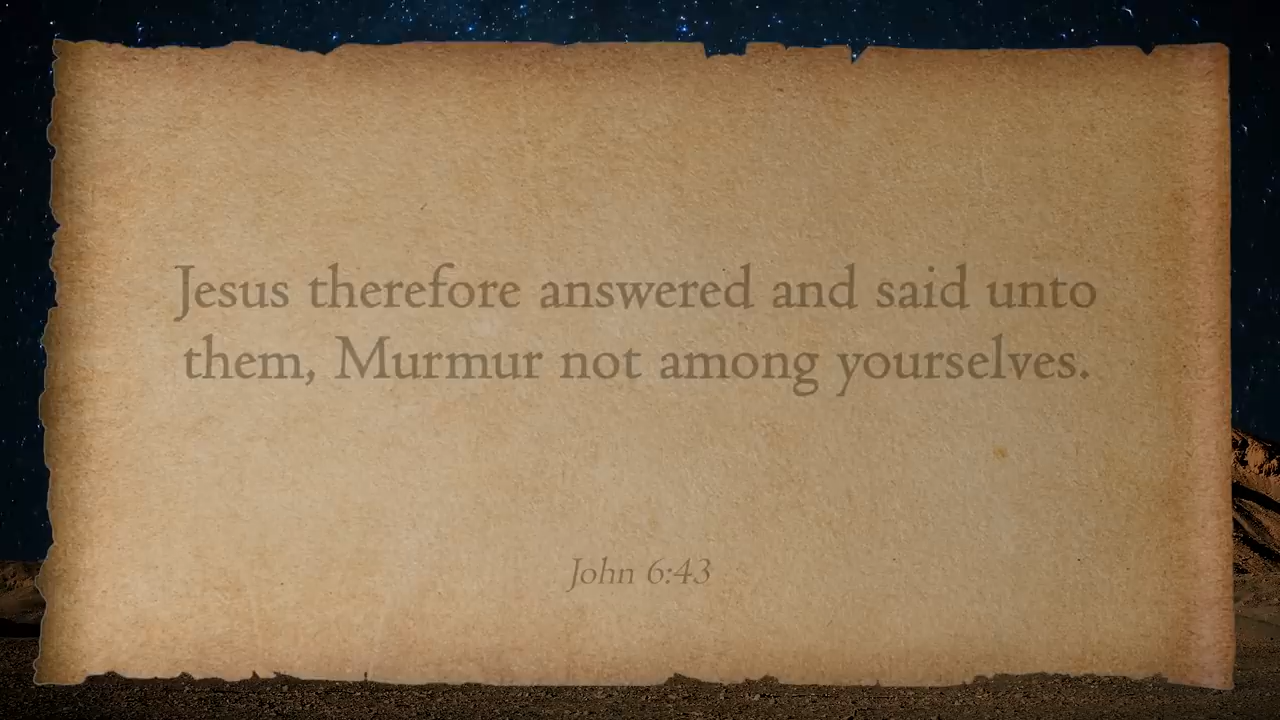 Jesus therefore answered and said unto
them, Murmur not among yourselves.
John 6:43